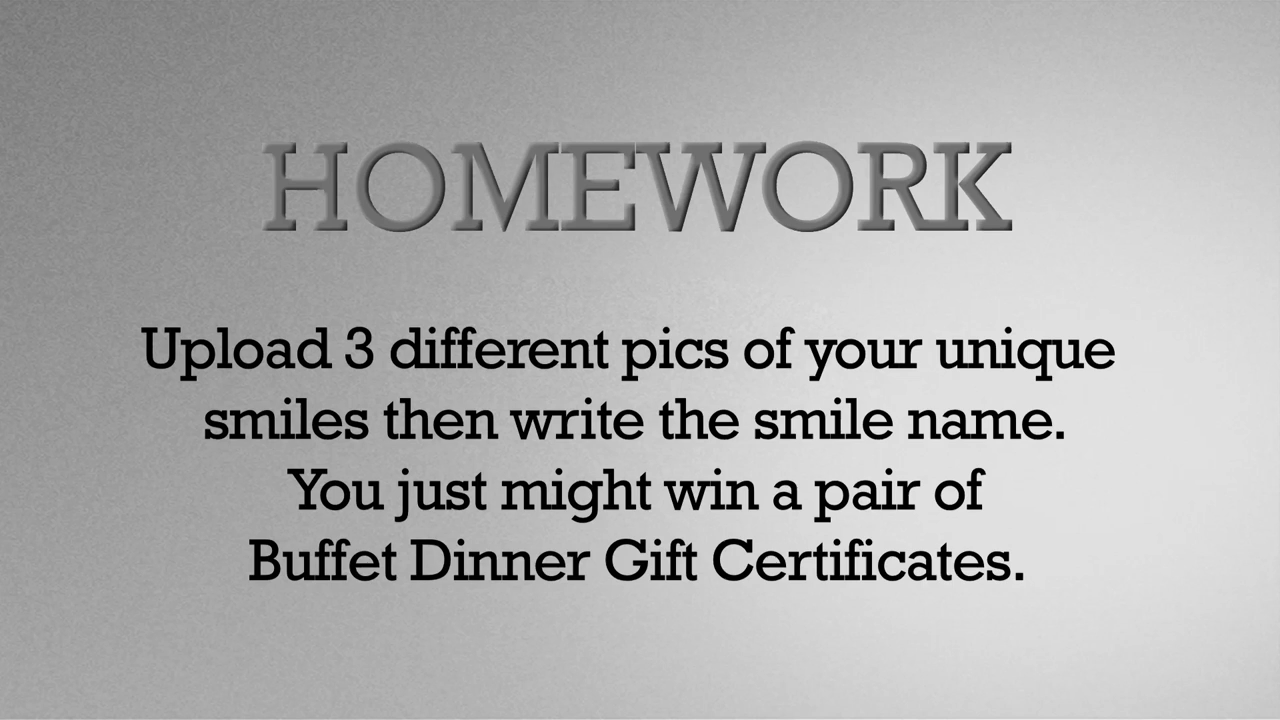 HOMEWORK
Upload 3 different pics of your unique
smiles then write the smile name.
You just might win a pair of
Buffet Dinner Gift Certificates.